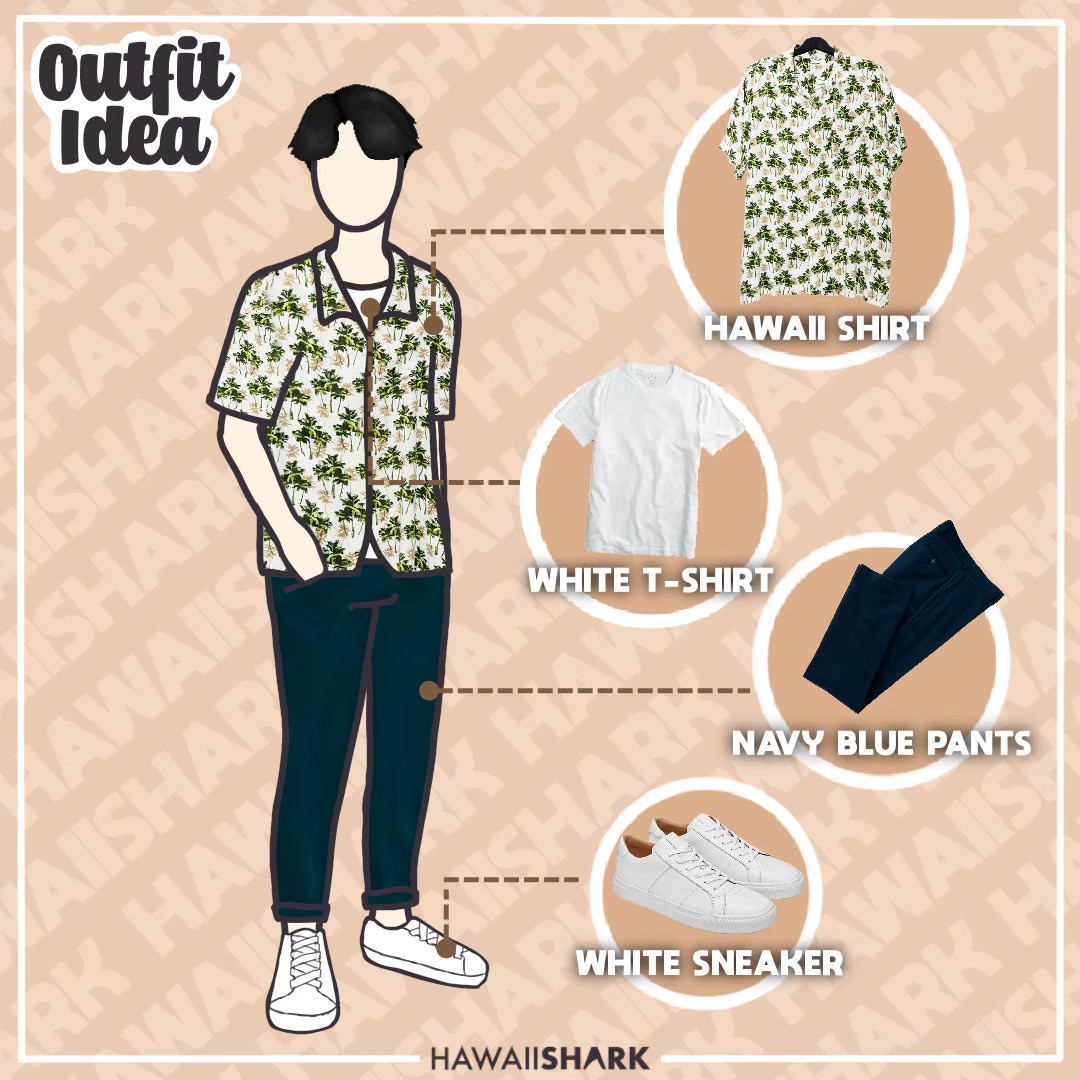 Outfit
Idea
HAWAII SHIRT
WHITE T-SHIRT
NAVY BLUE PANTS
WHITE SNEAKER
HAWAIISHARK